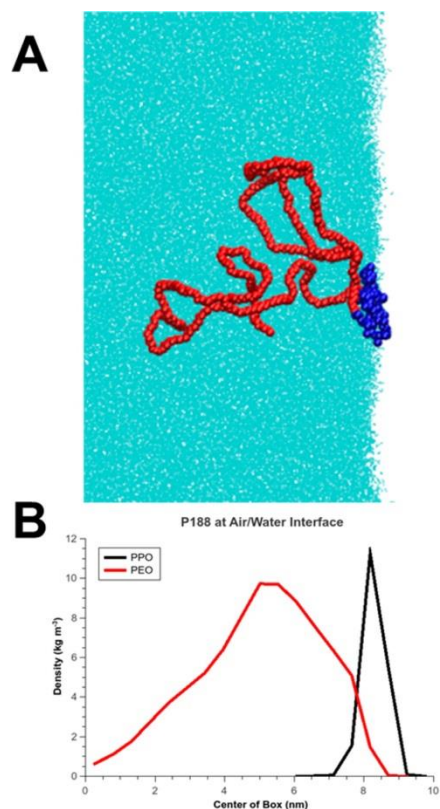 A
B
P188 at Air/Water Interface
12
10
8
6
4
2
0
Density (kg m⁻³)
PPO
PEO
0
2
4
6
8
10
Center of Box (nm)